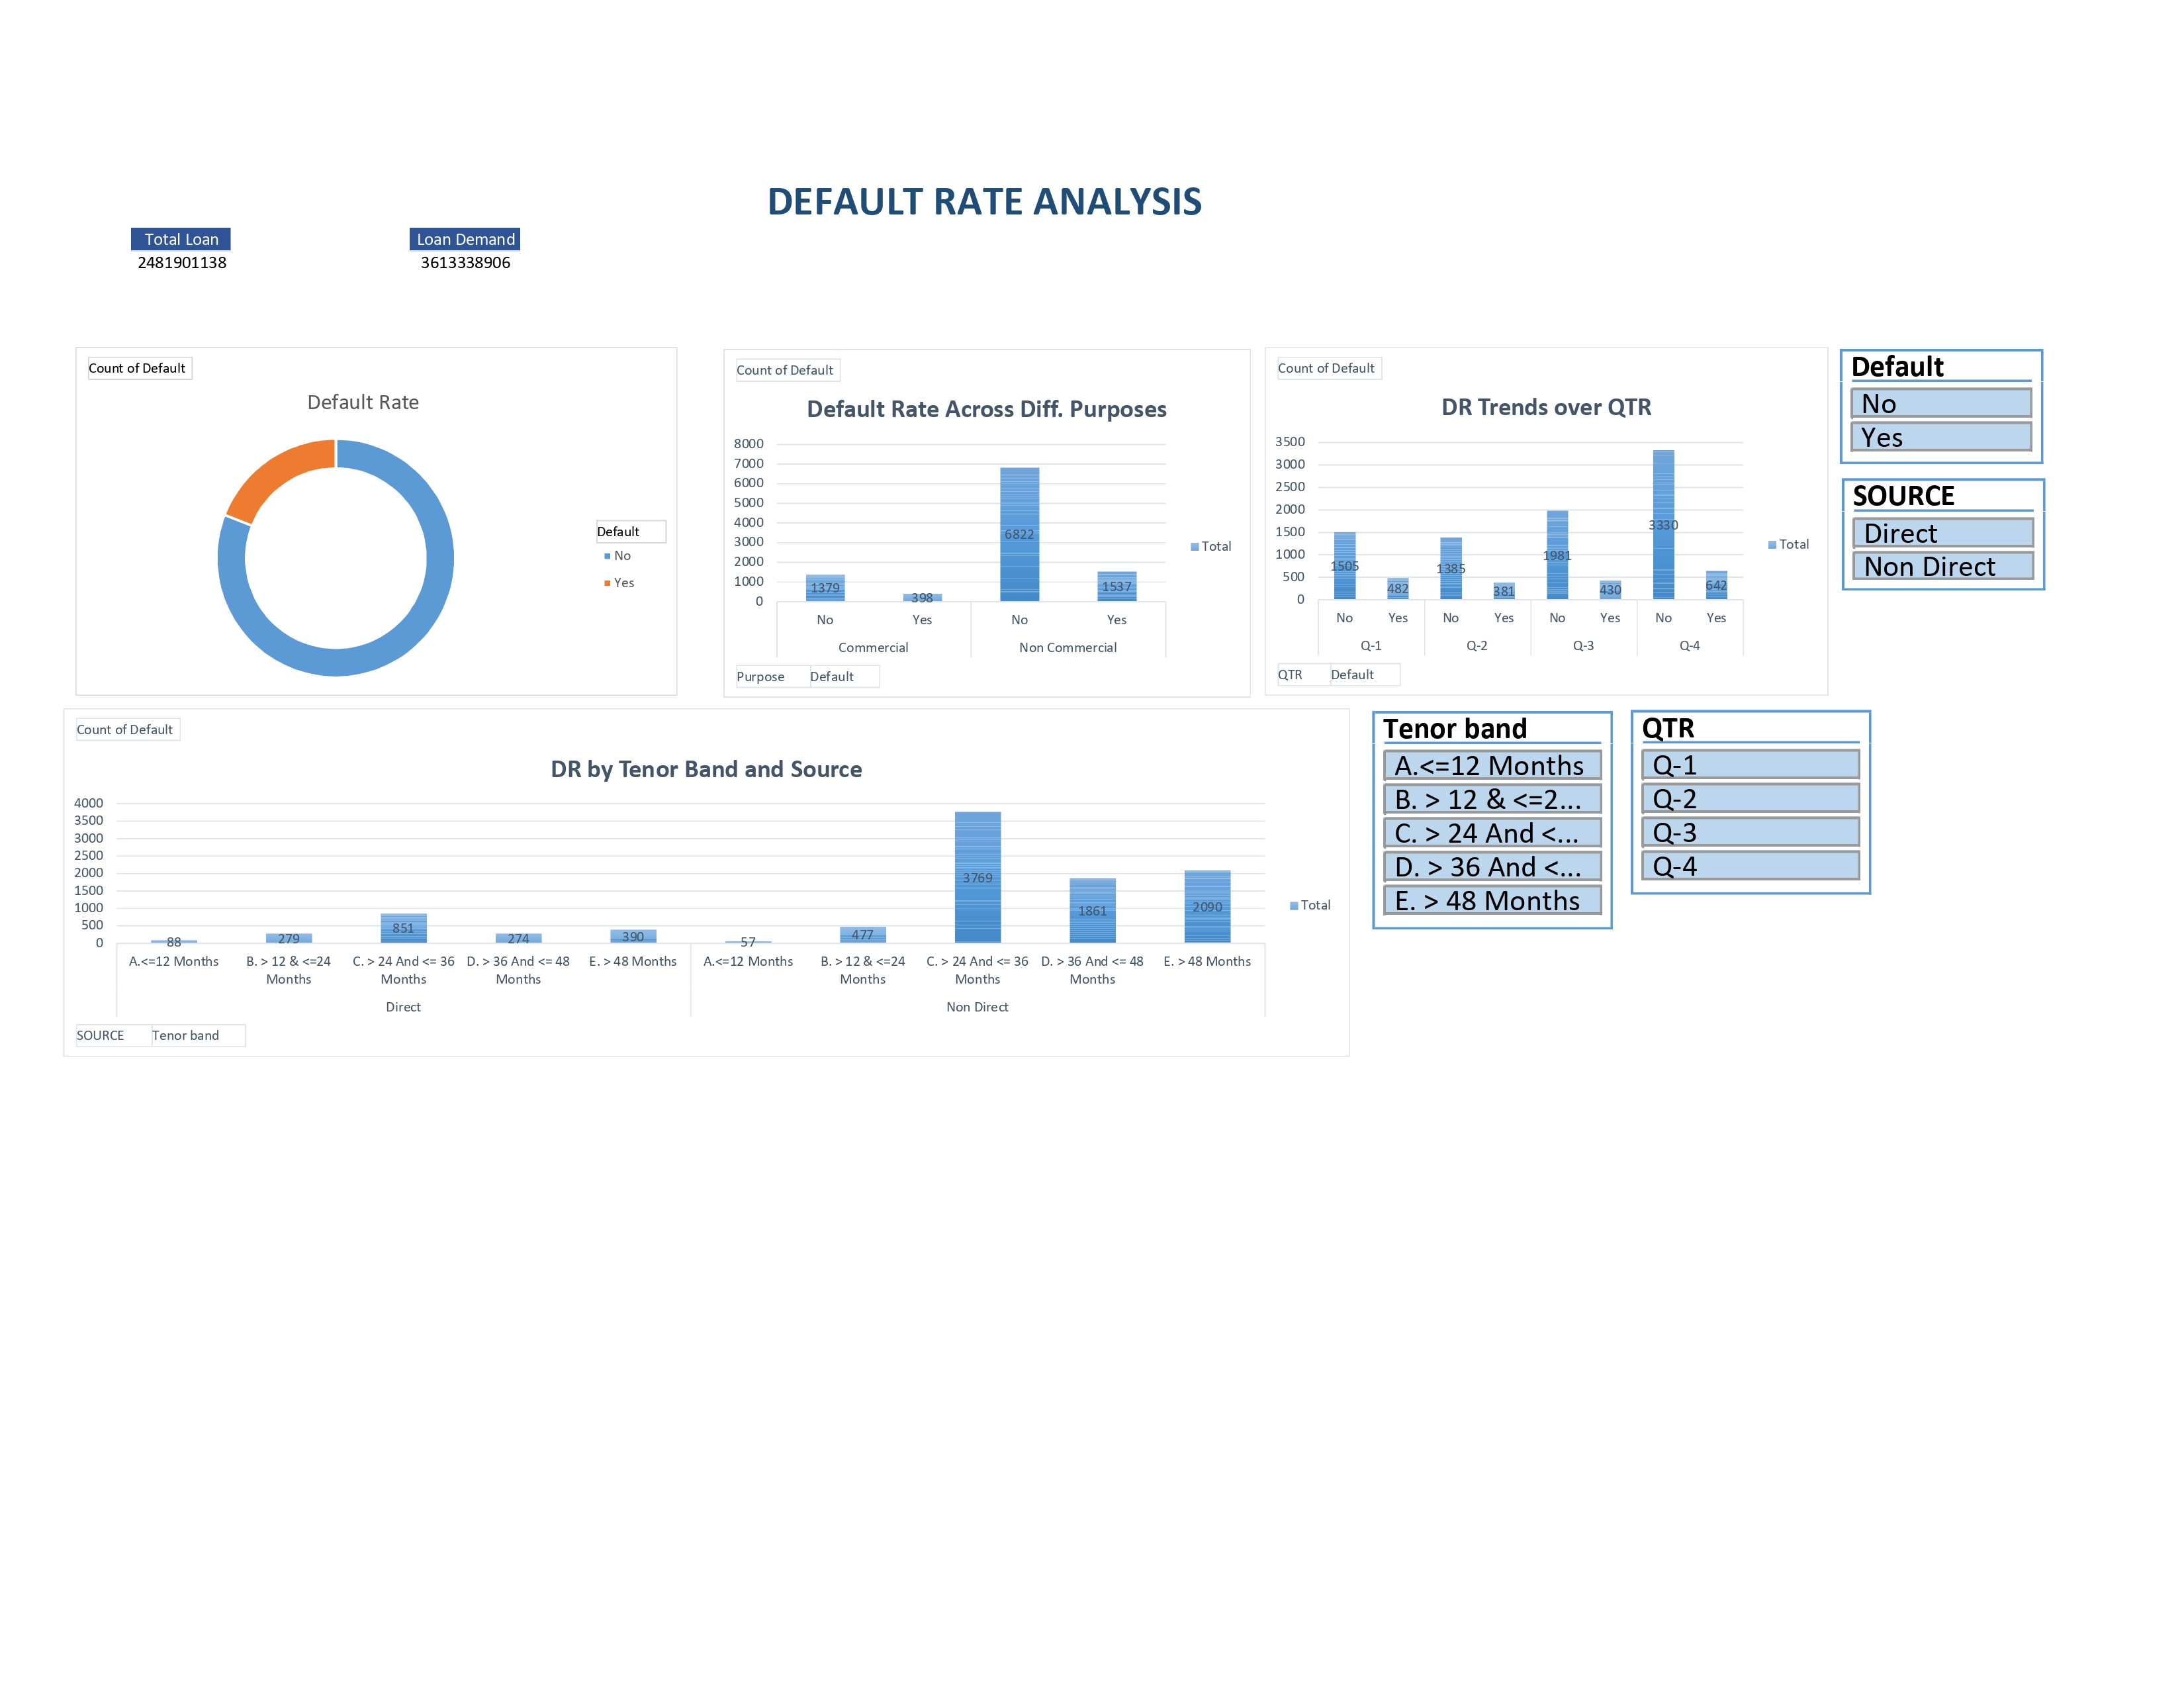 DEFAULT RATE ANALYSIS
Total Loan
Loan Demand
2481901138
3613338906
Count of Default
Default Rate
Default
No
Yes
Count of Default
Default Rate Across Diff. Purposes
8000
7000
6000
5000
4000
3000
2000
1000
0
1379
398
6822
1537
No Yes No Yes
Commercial Non Commercial
Total
Purpose Default
Count of Default
DR Trends over QTR
3500
3000
2500
2000
1500
1000
500
0
1505
482
1385
381
1981
430
3330
642
No Yes No Yes No Yes No Yes
Q-1 Q-2 Q-3 Q-4
Total
QTR Default
Default
No
Yes
SOURCE
Direct
Non Direct
Count of Default
DR by Tenor Band and Source
4000
3500
3000
2500
2000
1500
1000
500
0
88
279
851
274
390
57
477
3769
1861
2090
A.<=12 Months
B. > 12 & <=24
Months
C. > 24 And <= 36
Months
D. > 36 And <= 48
Months
E. > 48 Months
A.<=12 Months
B. > 12 & <=24
Months
C. > 24 And <= 36
Months
D. > 36 And <= 48
Months
E. > 48 Months
Direct Non Direct
Total
SOURCE Tenor band
Tenor band
A.<=12 Months
B. > 12 & <=2...
C. > 24 And <...
D. > 36 And <...
E. > 48 Months
QTR
Q-1
Q-2
Q-3
Q-4